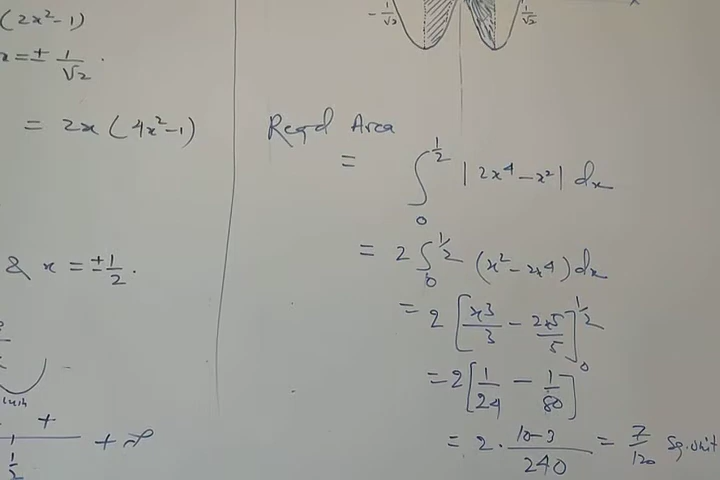 (2x²-1)
x = ± 1/√2 .
= 2x (4x²-1)
& x = ± 1/2 .
+
+ ∞
1/2
-1/√2
1/√2
Reqd Area
= ∫₀^{1/2} | 2x⁴ - x² | dx
= 2 ∫₀^{1/2} (x² - 2x⁴) dx
= 2 [ x³/3 - 2x⁵/5 ]₀^{1/2}
= 2 [ 1/24 - 1/80 ]
= 2 . 10-3/240 = 7/120 Sq.unit